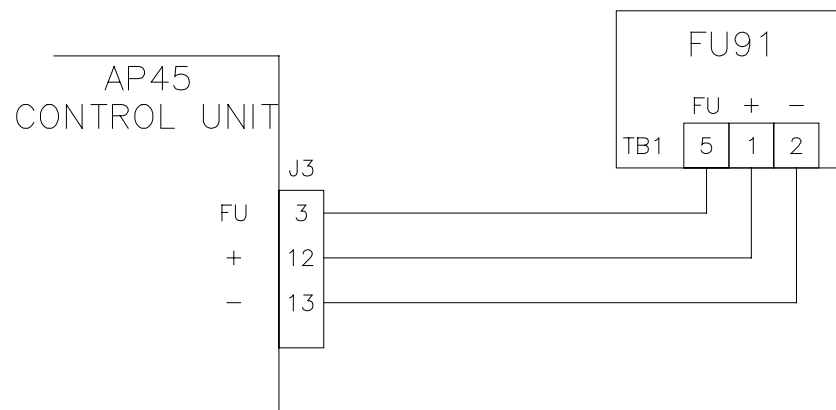 FU91
FU + −
TB1 5 1 2
AP45
CONTROL UNIT
J3
FU 3
+ 12
− 13